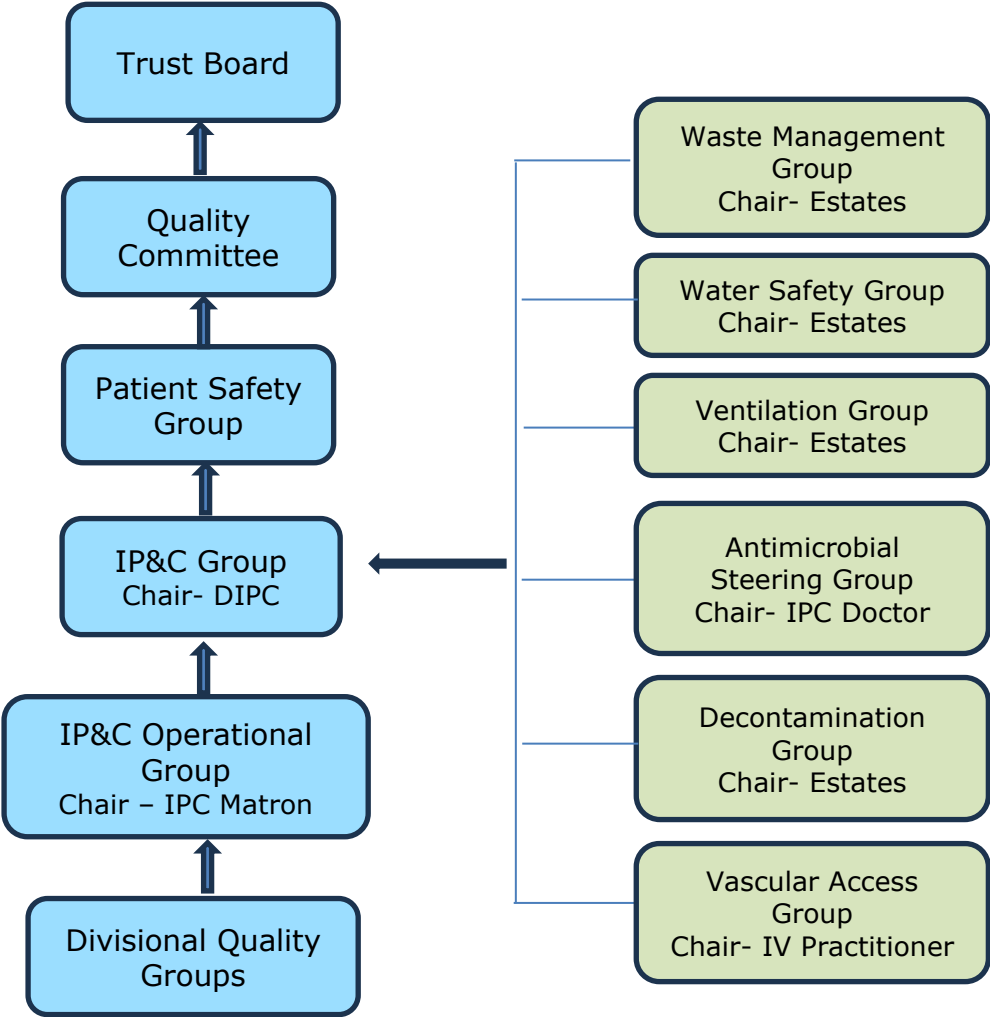 Trust Board
Quality
Committee
Patient Safety
Group
IP&C Group
Chair- DIPC
IP&C Operational
Group
Chair – IPC Matron
Divisional Quality
Groups
Waste Management
Group
Chair- Estates
Water Safety Group
Chair- Estates
Ventilation Group
Chair- Estates
Antimicrobial
Steering Group
Chair- IPC Doctor
Decontamination
Group
Chair- Estates
Vascular Access
Group
Chair- IV Practitioner